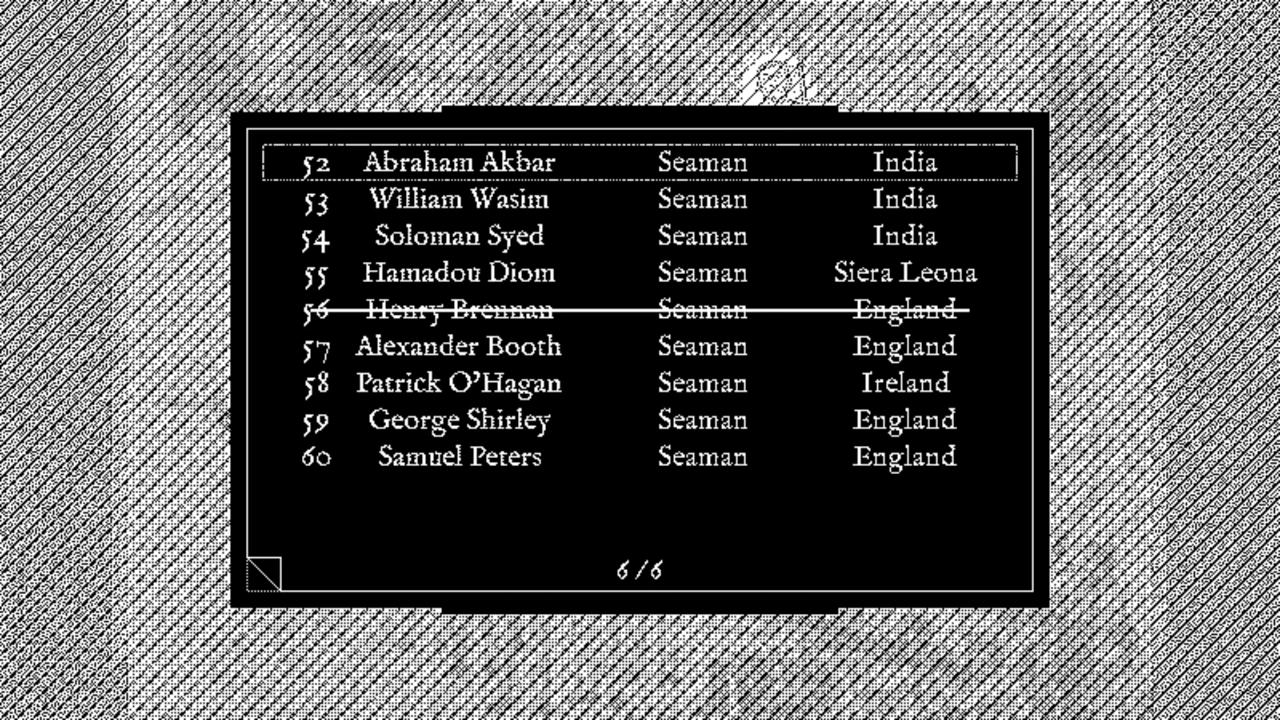 52 Abraham Akbar Seaman India
53 William Wasim Seaman India
54 Soloman Syed Seaman India
55 Hamadou Diom Seaman Siera Leona
56 Henry Brennan Seaman England
57 Alexander Booth Seaman England
58 Patrick O'Hagan Seaman Ireland
59 George Shirley Seaman England
60 Samuel Peters Seaman England
6/6